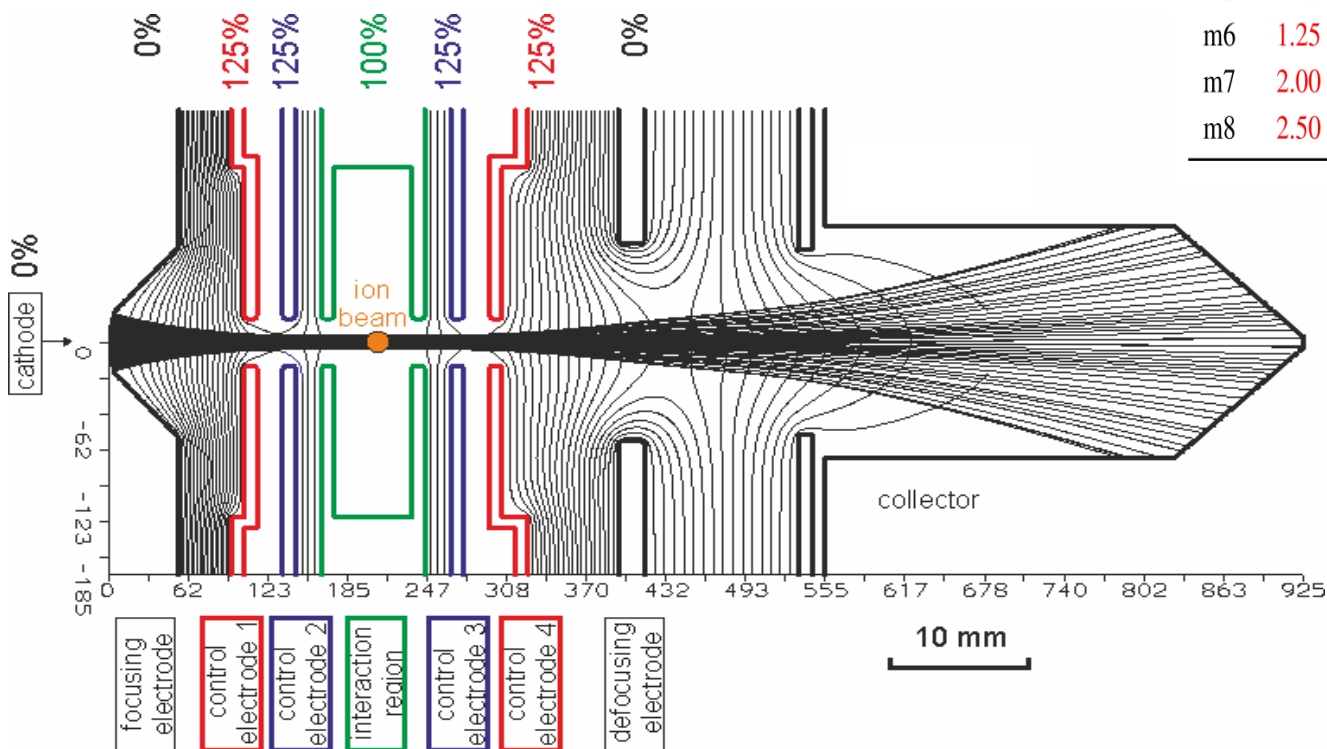 0%
125%
125%
100%
125%
125%
0%
m6 1.25
m7 2.00
m8 2.50
ion
beam
cathode
0%
0
-62
-123
-185
collector
0 62 123 185 247 308 370 432 493 555 617 678 740 802 863 925
focusing
electrode
control
electrode 1
control
electrode 2
interaction
region
control
electrode 3
control
electrode 4
defocusing
electrode
10 mm